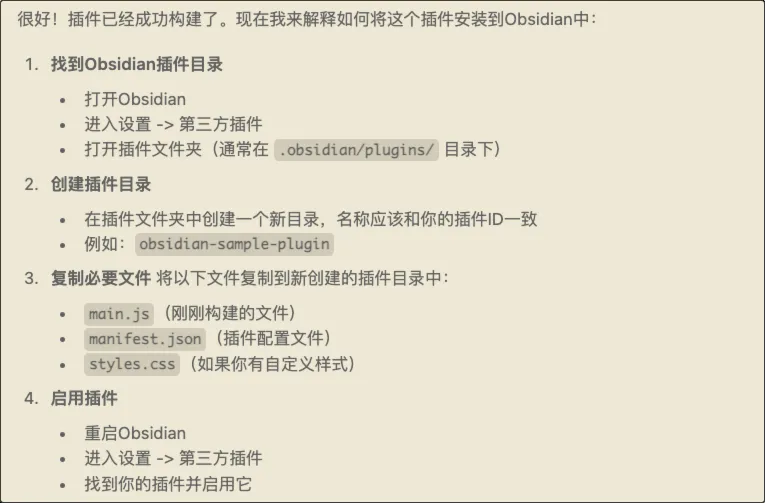 很好！插件已经成功构建了。现在我来解释如何将这个插件安装到Obsidian中：
1. 找到Obsidian插件目录
• 打开Obsidian
• 进入设置 -> 第三方插件
• 打开插件文件夹（通常在 .obsidian/plugins/ 目录下）
2. 创建插件目录
• 在插件文件夹中创建一个新目录，名称应该和你的插件ID一致
• 例如：obsidian-sample-plugin
3. 复制必要文件 将以下文件复制到新创建的插件目录中：
• main.js（刚刚构建的文件）
• manifest.json（插件配置文件）
• styles.css（如果你有自定义样式）
4. 启用插件
• 重启Obsidian
• 进入设置 -> 第三方插件
• 找到你的插件并启用它